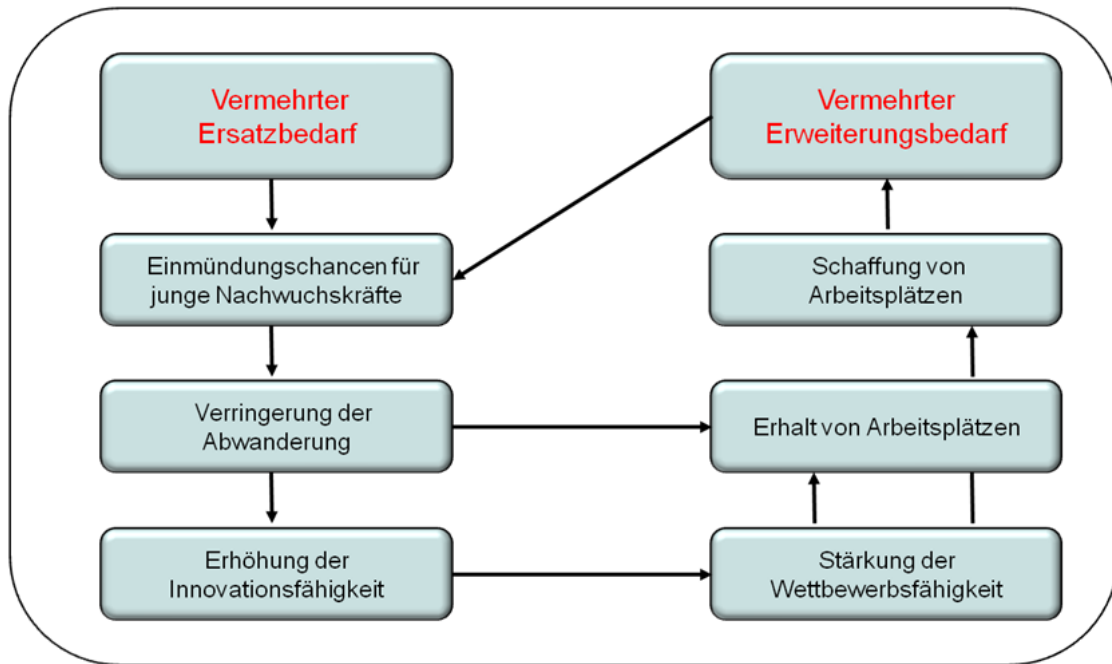 Vermehrter
Ersatzbedarf
Vermehrter
Erweiterungsbedarf
Einmündungschancen für
junge Nachwuchskräfte
Schaffung von
Arbeitsplätzen
Verringerung der
Abwanderung
Erhalt von Arbeitsplätzen
Erhöhung der
Innovationsfähigkeit
Stärkung der
Wettbewerbsfähigkeit